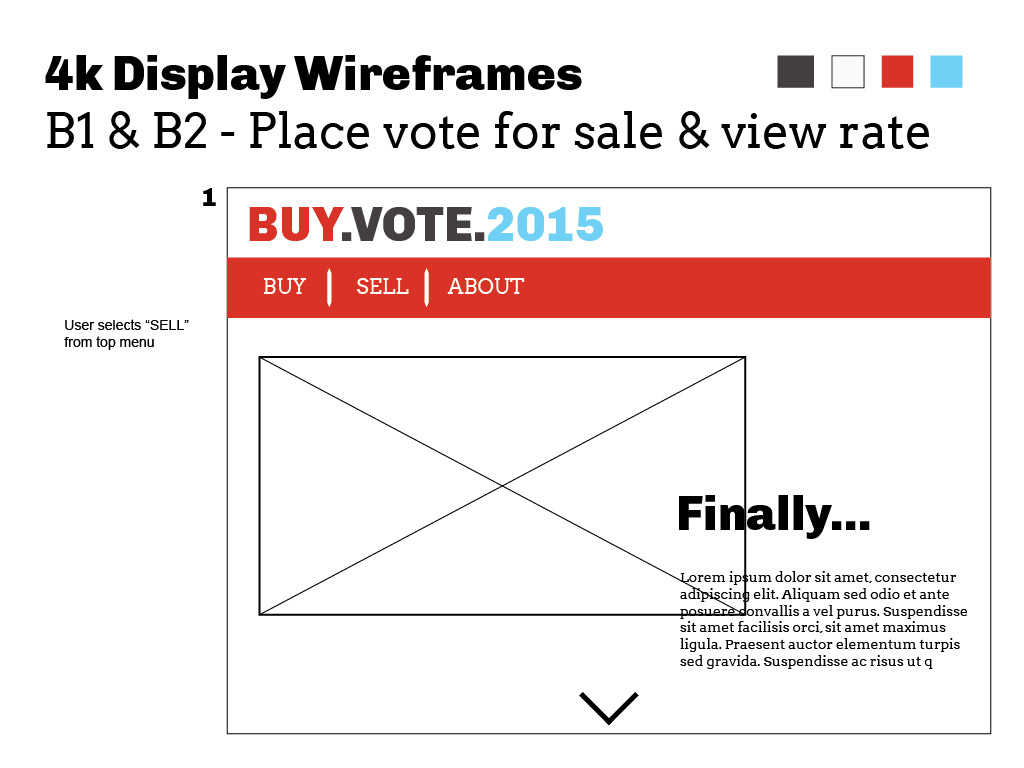 4k Display Wireframes
B1 & B2 - Place vote for sale & view rate
1
BUY.VOTE.2015
BUY SELL ABOUT
User selects “SELL”
from top menu
Finally...
Lorem ipsum dolor sit amet, consectetur
adipiscing elit. Aliquam sed odio et ante
posuere convallis a vel purus. Suspendisse
sit amet facilisis orci, sit amet maximus
ligula. Praesent auctor elementum turpis
sed gravida. Suspendisse ac risus ut q